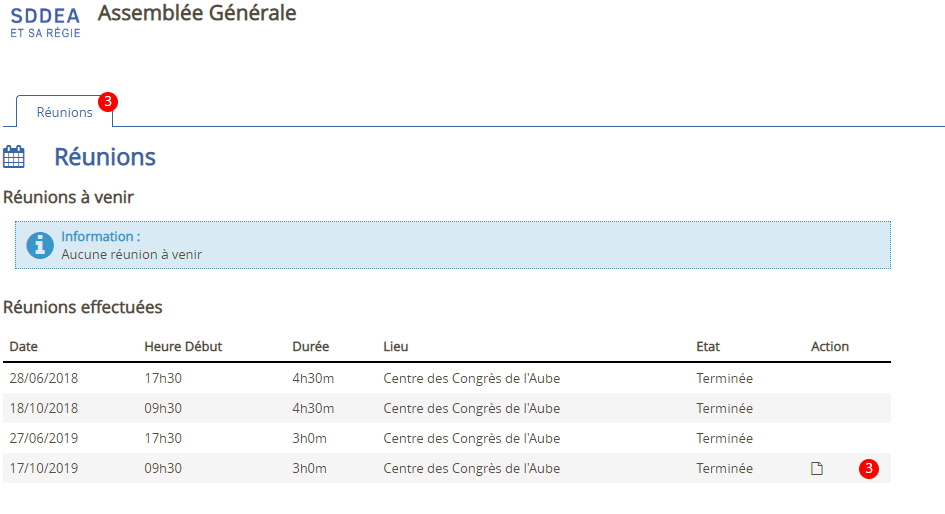 SDDEA
ET SA RÉGIE
Assemblée Générale
Réunions 3
Réunions
Réunions à venir
Information :
Aucune réunion à venir
Réunions effectuées
Date Heure Début Durée Lieu Etat Action
28/06/2018 17h30 4h30m Centre des Congrès de l'Aube Terminée
18/10/2018 09h30 4h30m Centre des Congrès de l'Aube Terminée
27/06/2019 17h30 3h0m Centre des Congrès de l'Aube Terminée
17/10/2019 09h30 3h0m Centre des Congrès de l'Aube Terminée 3